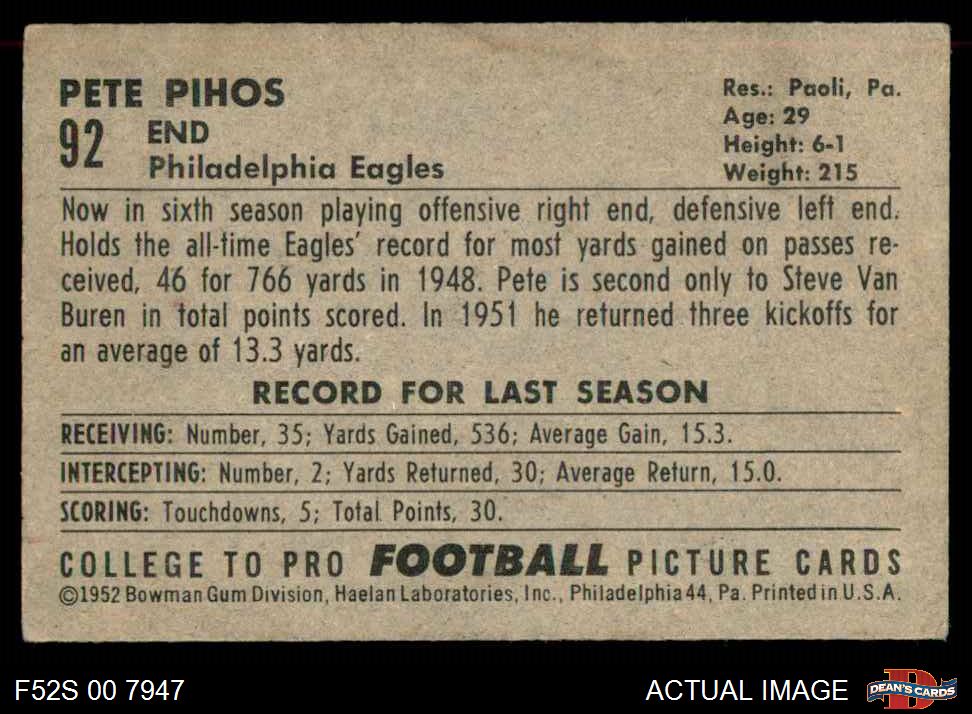 PETE PIHOS
92 END
Philadelphia Eagles
Res.: Paoli, Pa.
Age: 29
Height: 6-1
Weight: 215
Now in sixth season playing offensive right end, defensive left end.
Holds the all-time Eagles' record for most yards gained on passes re-
ceived, 46 for 766 yards in 1948. Pete is second only to Steve Van
Buren in total points scored. In 1951 he returned three kickoffs for
an average of 13.3 yards.
RECORD FOR LAST SEASON
RECEIVING: Number, 35; Yards Gained, 536; Average Gain, 15.3.
INTERCEPTING: Number, 2; Yards Returned, 30; Average Return, 15.0.
SCORING: Touchdowns, 5; Total Points, 30.
COLLEGE TO PRO FOOTBALL PICTURE CARDS
©1952 Bowman Gum Division, Haelan Laboratories, Inc., Philadelphia 44, Pa. Printed in U.S.A.
F52S 00 7947
ACTUAL IMAGE
D
DEAN'S CARDS